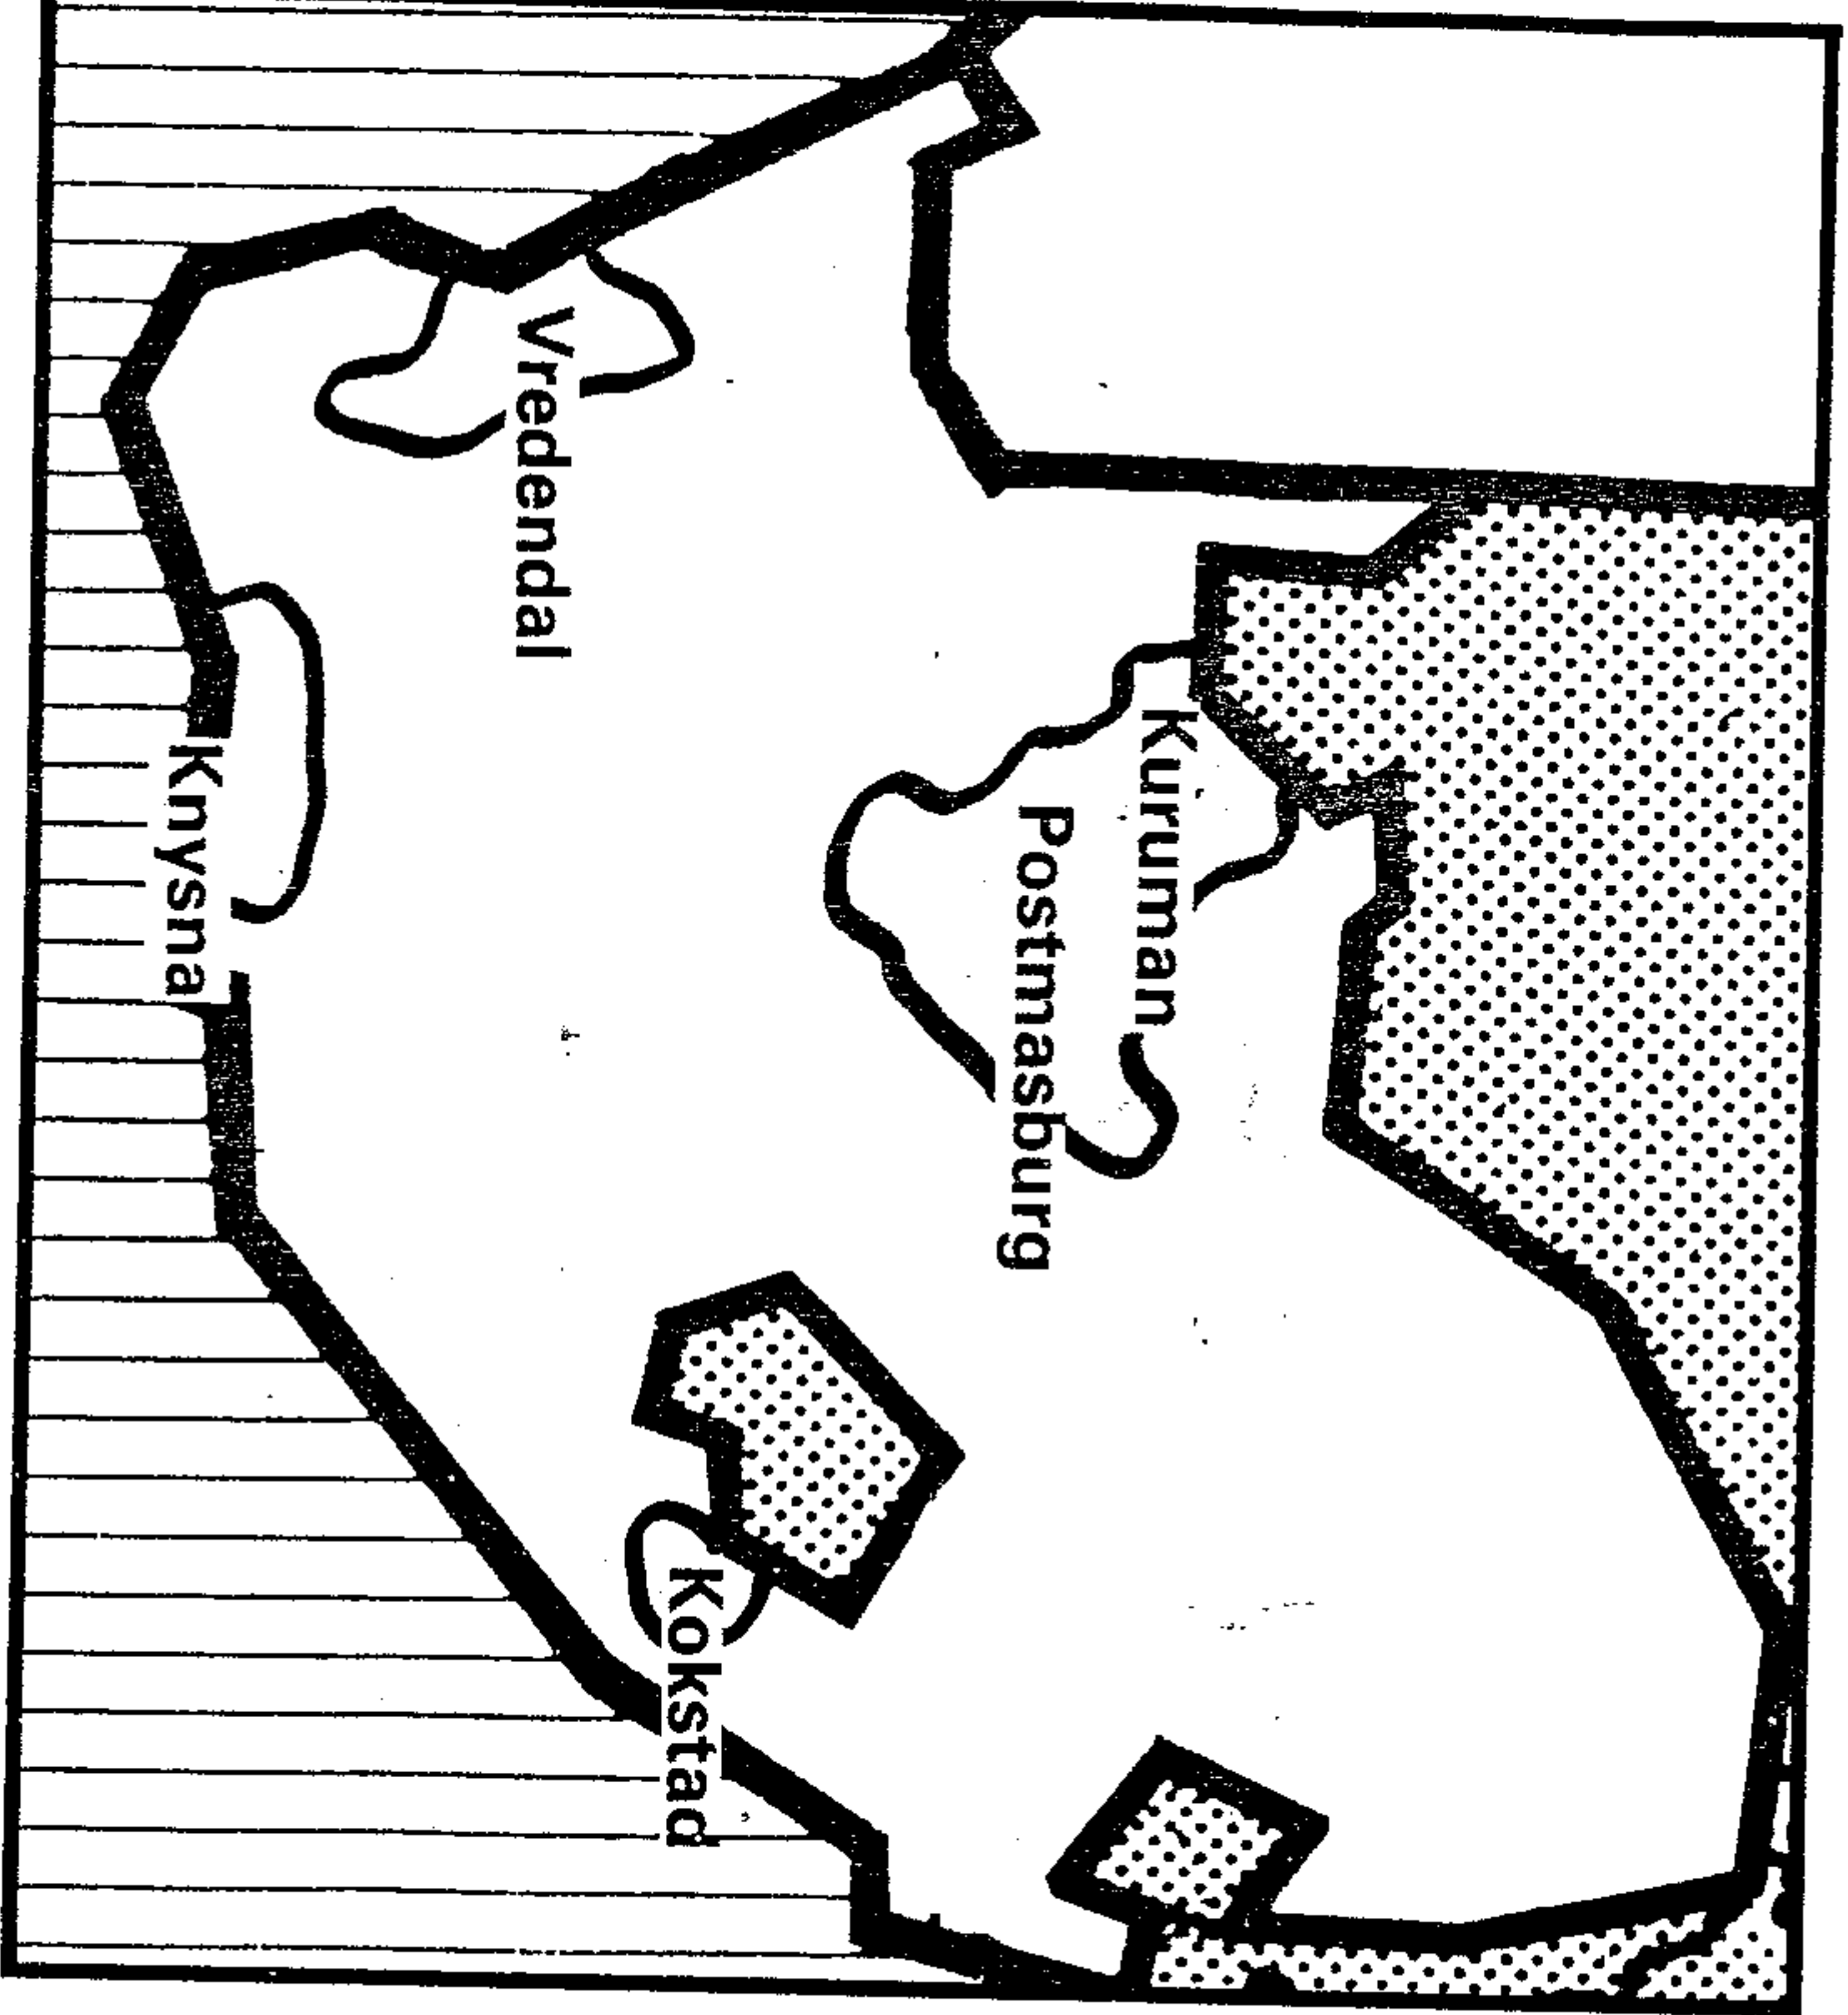 Kuruman
Postmasburg
Vredendal
Kokstad
Knysna